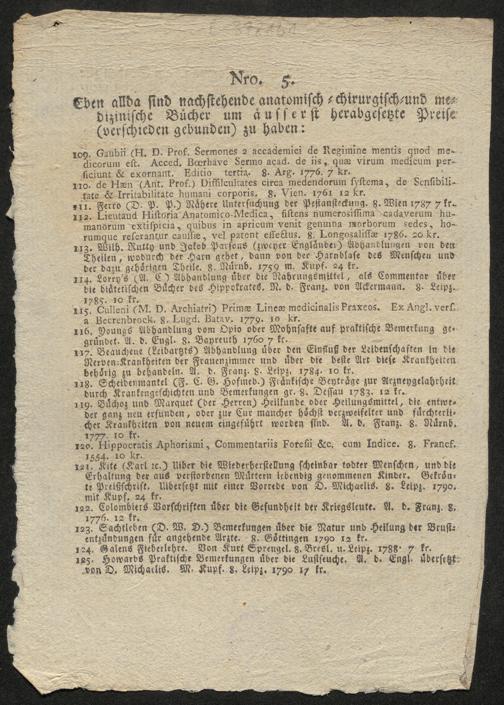 Nro. 5.
Eben allda sind nachstehende anatomisch-chirurgisch-und me-
dizinische Bücher um äusserst herabgesetzte Preise
(verschieden gebunden) zu haben:
109. Gaubii (H. D. Prof. Sermones 2 academici de Regimine mentis quod me-
dicorum est. Acced. Bœrhave Sermo acad. de iis, quæ virum medicum per-
ficiunt & exornant. Editio tertia. 8. Arg. 1776. 7 kr.
110. de Hæn (Ant. Prof.) Difficultates circa medendorum systema, de Sensibili-
tate & Irritabilitate humani corporis. 8. Vien. 1761 12 kr.
111. Ferro (D. P. P.) Nähere Untersuchung der Pestansteckung. 8. Wien 1787 7 kr.
112. Lieutaud Historia Anatomico-Medica, sistens numerosissima cadaverum hu-
manorum extispicia, quibus in apricum venit genuina morborum sedes, ho-
rumque reserantur causæ, vel patent effectus. 8. Longosalissæ 1786. 20 kr.
113. Wilh. Rutty und Jakob Parsons (zweyer Engländer) Abhandlungen von den
Theilen, wodurch der Harn gehet, dann von der Harnblase des Menschen und
der dazu gehörigen Theile. 8. Nürnb. 1759 m. Kupf. 24 kr.
114. Lorry's (A. C.) Abhandlung über die Nahrungsmittel, als Commentar über
die diätetischen Bücher des Hippokrates. A. d. Franz. von Ackermann. 8. Leipz.
1785. 10 kr.
115. Culleni (M. D. Archiatri) Primæ Lineæ medicinalis Praxeos. Ex Angl. vers.
a Beerenbroek. 8. Lugd. Batav. 1779. 10 kr.
116. Youngs Abhandlung vom Opio oder Mohnsafte auf praktische Bemerkung ge-
gründet. A. d. Engl. 8. Bayreuth 1760 7 kr.
117. Beauchene (Leibarzts) Abhandlung über den Einfluß der Leidenschaften in die
Nerven-Krankheiten der Frauenzimmer und über die beste Art diese Krankheiten
behörig zu behandeln. A. d. Franz. 8. Leipz. 1784. 10 kr.
118. Scheidenmantel (F. C. G. Hofmed.) Fränkische Beyträge zur Arzneygelahrheit
durch Krankengeschichten und Bemerkungen gr. 8. Dessau 1783. 12 kr.
119. Büchoz und Marquet (der Herren) Heilkunde oder Heilungsmittel, die entwe-
der ganz neu erfunden, oder zur Cur mancher höchst verzweifelter und fürchterli-
cher Krankheiten von neuem eingeführt worden sind. A. d. Franz. 8. Nürnb.
1777. 10 kr.
120. Hippocratis Aphorismi, Commentariis Foresii &c. cum Indice. 8. Francf.
1554. 10 kr.
121. Kite (Karl ic.) Über die Wiederherstellung scheinbar todter Menschen, und die
Erhaltung der aus verstorbenen Müttern lebendig genommenen Kinder. Gekrön-
te Preißschrift. Übersetzt mit einer Vorrede von D. Michaelis. 8. Leipz. 1790.
mit Kupf. 24 kr.
122. Colombiers Vorschriften über die Gesundheit der Kriegsleute. A. d. Franz. 8.
1776. 12 kr.
123. Sachtleben (D. W. D.) Bemerkungen über die Natur und Heilung der Brust-
entzündungen für angehende Ärzte. 8. Göttingen 1790 12 kr.
124. Galens Fieberlehre. Von Kurt Sprengel. 8. Bresl. u. Leipz. 1788. 7 kr.
125. Howards Praktische Bemerkungen über die Lustseuche. A. d. Engl. übersetzt
von D. Michaelis. M. Kupf. 8. Leipz. 1790 17 kr.